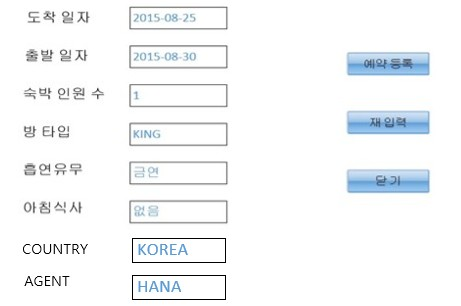 도착 일자 2015-08-25
출발 일자 2015-08-30
예약 등록
숙박 인원 수 1
재 입력
방 타입 KING
흡연유무 금연
닫 기
아침식사 없음
COUNTRY KOREA
AGENT HANA